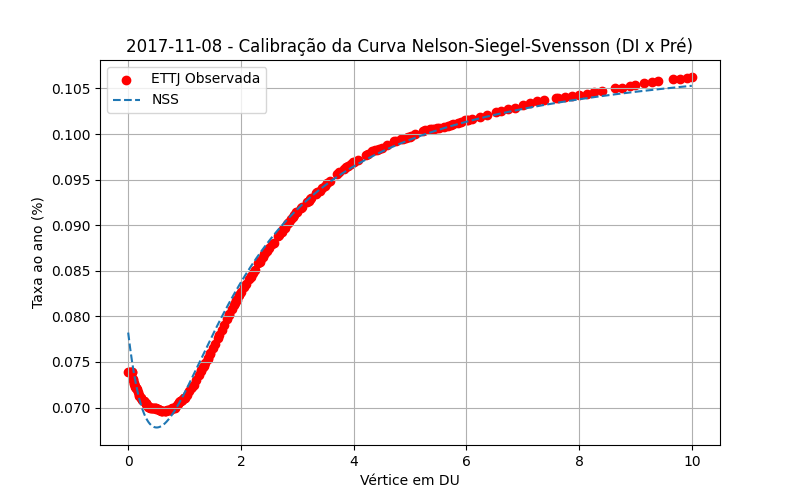 2017-11-08 - Calibração da Curva Nelson-Siegel-Svensson (DI x Pré)
ETTJ Observada
NSS
Taxa ao ano (%)
0.105
0.100
0.095
0.090
0.085
0.080
0.075
0.070
0 2 4 6 8 10
Vértice em DU